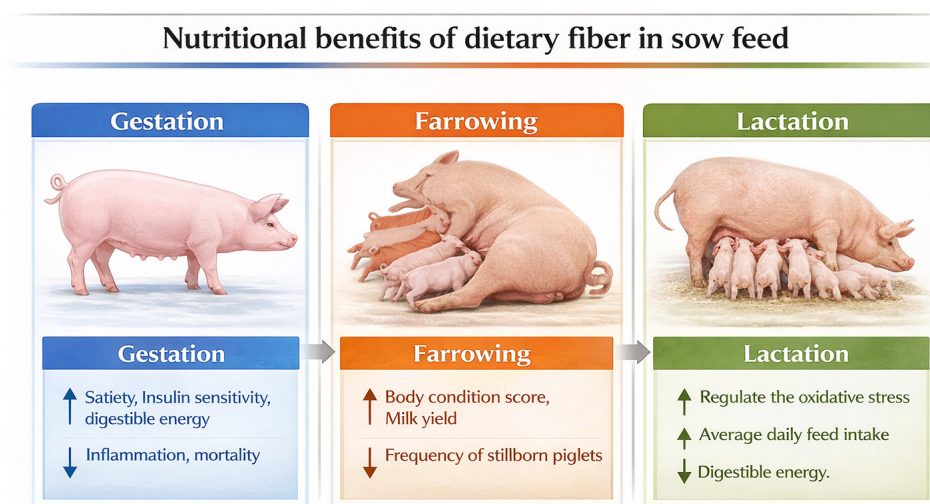 Nutritional benefits of dietary fiber in sow feed
Gestation
Farrowing
Lactation
Gestation
Satiety, Insulin sensitivity,
digestible energy
Inflammation, mortality
Farrowing
Body condition score,
Milk yield
Frequency of stillborn piglets
Lactation
Regulate the oxidative stress
Average daily feed intake
Digestible energy.